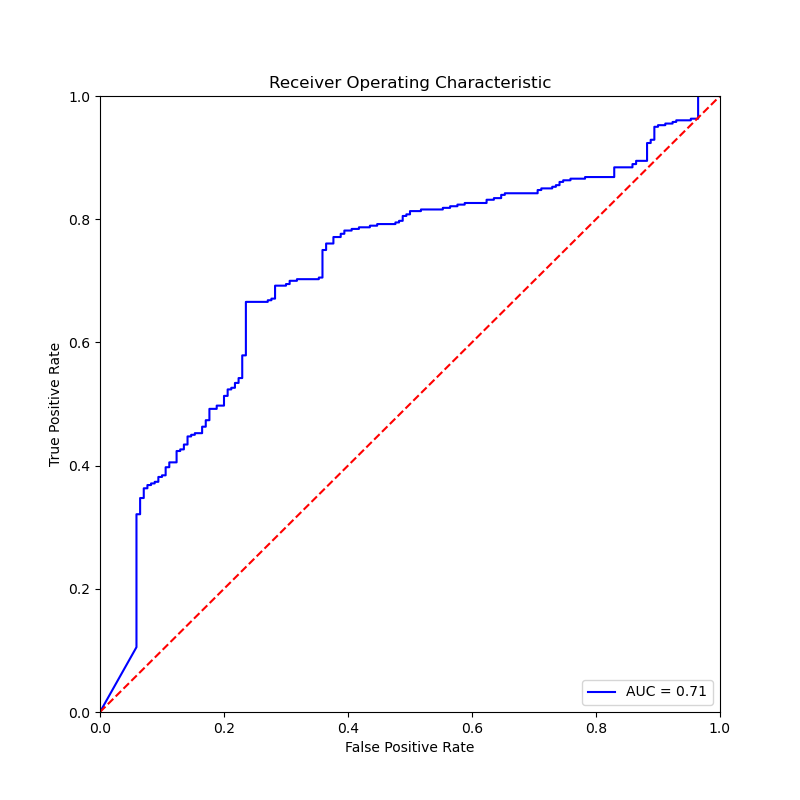 Receiver Operating Characteristic
1.0
0.8
0.6
0.4
0.2
0.0
True Positive Rate
AUC = 0.71
0.0 0.2 0.4 0.6 0.8 1.0
False Positive Rate